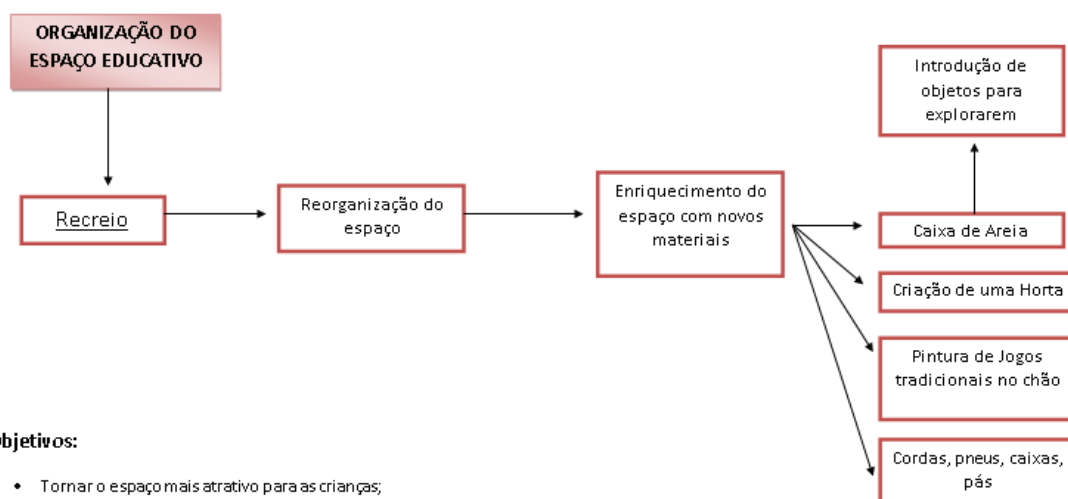 ORGANIZAÇÃO DO
ESPAÇO EDUCATIVO
Introdução de
objetos para
explorarem
Recreio
Reorganização do
espaço
Enriquecimento do
espaço com novos
materiais
Caixa de Areia
Criação de uma Horta
Pintura de Jogos
tradicionais no chão
Cordas, pneus, caixas,
pás
bjetivos:
• Tornar o espaço mais atrativo para as crianças;